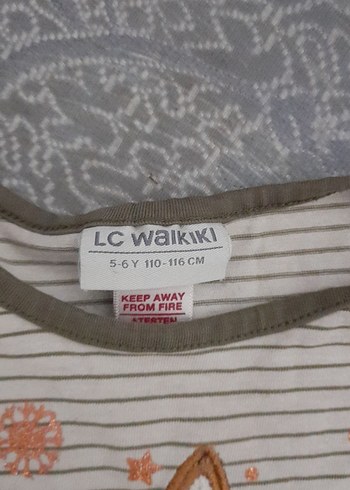 LC WAIKIKI
5-6 Y 110-116 CM
KEEP AWAY
FROM FIRE